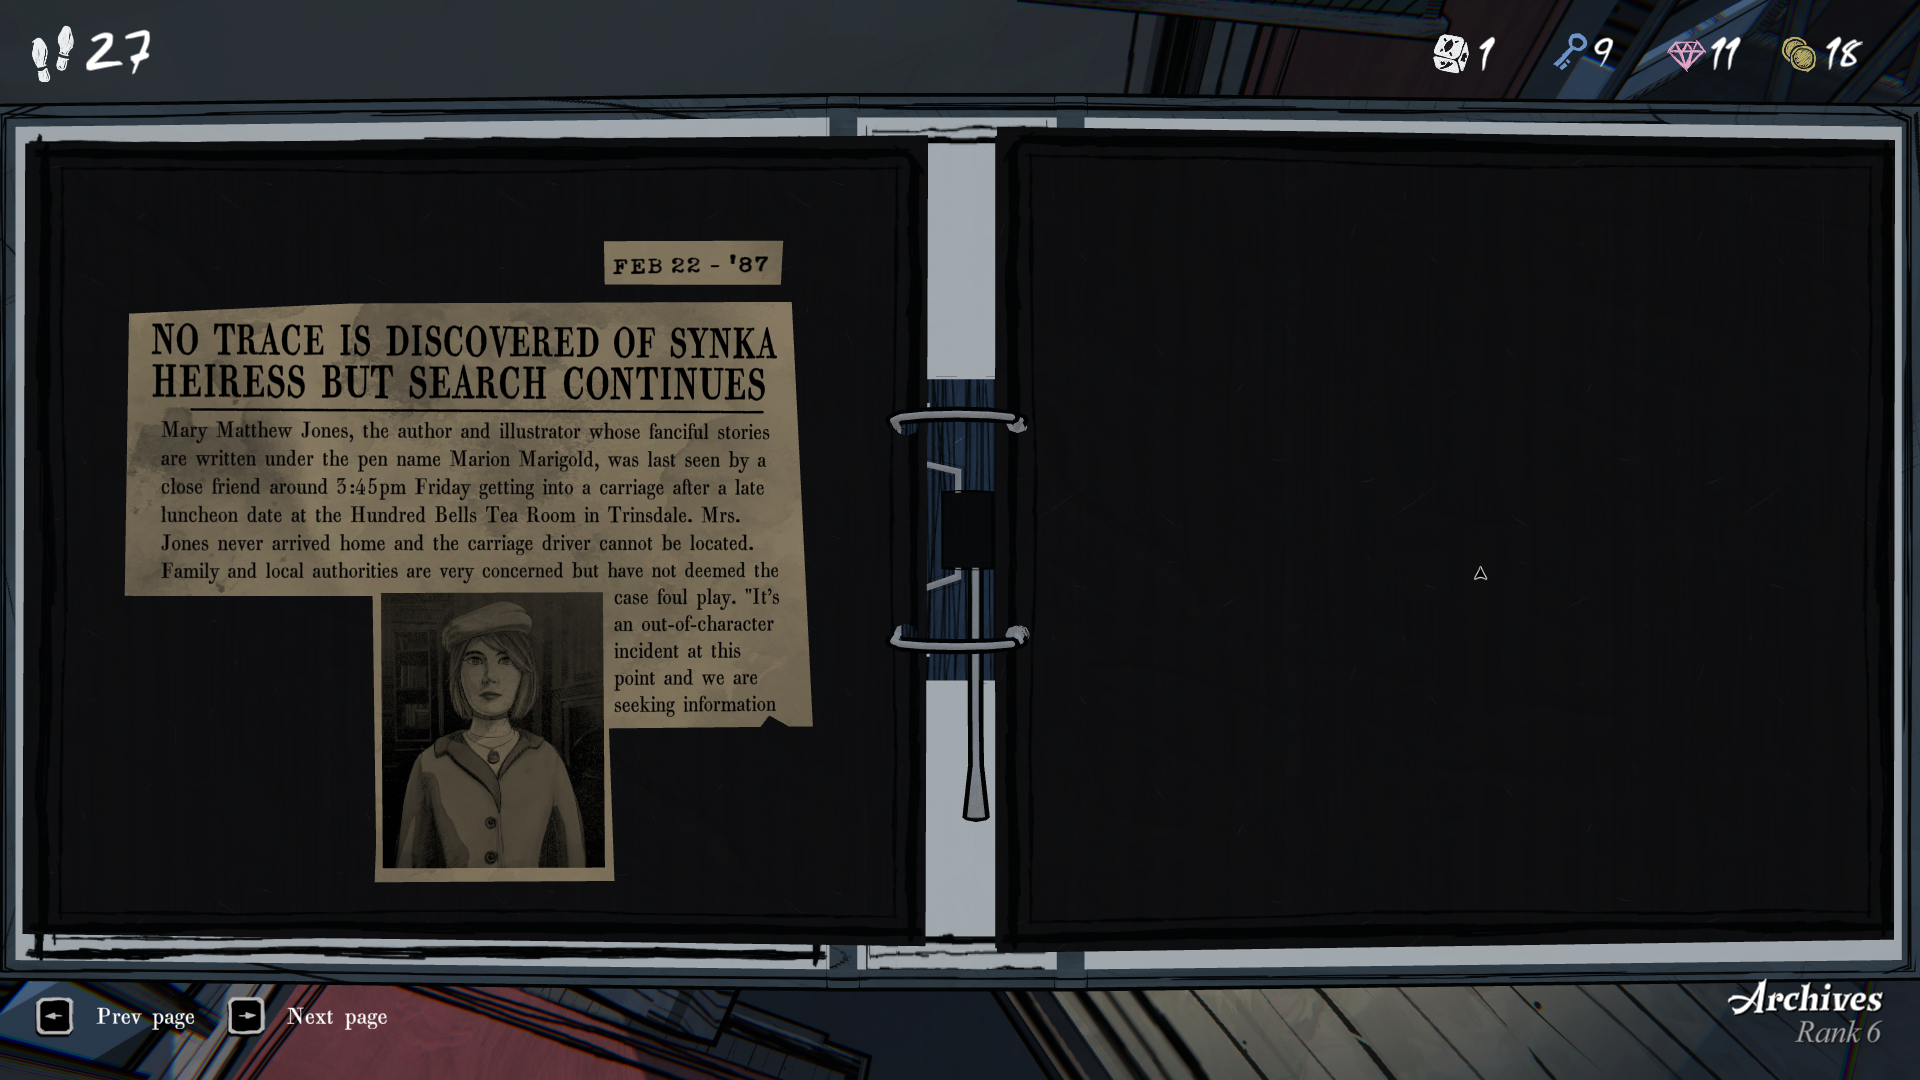 27
1
9
11
18
FEB 22 - '87
NO TRACE IS DISCOVERED OF SYNKA
HEIRESS BUT SEARCH CONTINUES
Mary Matthew Jones, the author and illustrator whose fanciful stories
are written under the pen name Marion Marigold, was last seen by a
close friend around 3:45pm Friday getting into a carriage after a late
luncheon date at the Hundred Bells Tea Room in Trinsdale. Mrs.
Jones never arrived home and the carriage driver cannot be located.
Family and local authorities are very concerned but have not deemed the
case foul play. "It's
an out-of-character
incident at this
point and we are
seeking information
Prev page
Next page
Archives
Rank 6